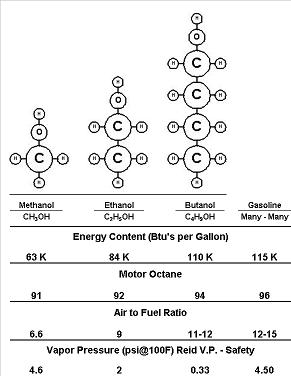 H
O
H C H
H
H
O
H C H
H C H
H
H
O
H C H
H C H
H C H
H C H
H
Methanol Ethanol Butanol Gasoline
CH3OH C2H5OH C4H9OH Many - Many
Energy Content (Btu's per Gallon)
63 K 84 K 110 K 115 K
Motor Octane
91 92 94 96
Air to Fuel Ratio
6.6 9 11-12 12-15
Vapor Pressure (psi@100F) Reid V.P. - Safety
4.6 2 0.33 4.50